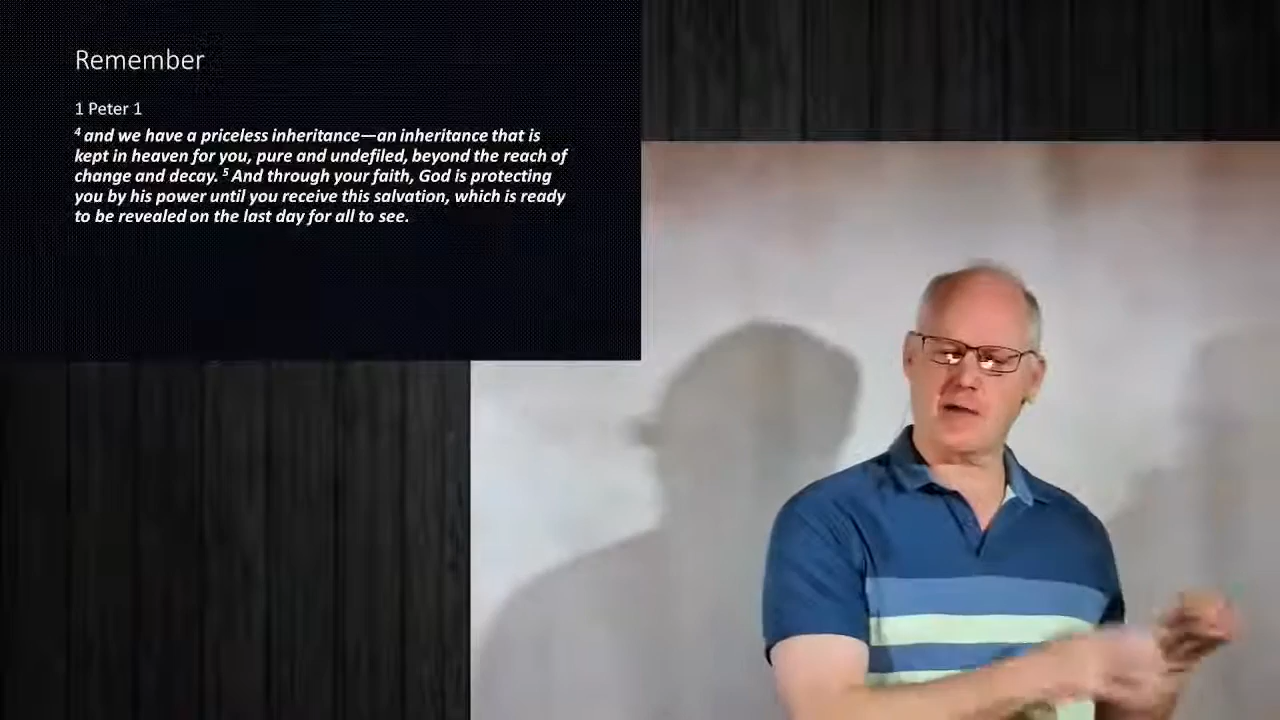 Remember
1 Peter 1
4 and we have a priceless inheritance—an inheritance that is
kept in heaven for you, pure and undefiled, beyond the reach of
change and decay. 5 And through your faith, God is protecting
you by his power until you receive this salvation, which is ready
to be revealed on the last day for all to see.